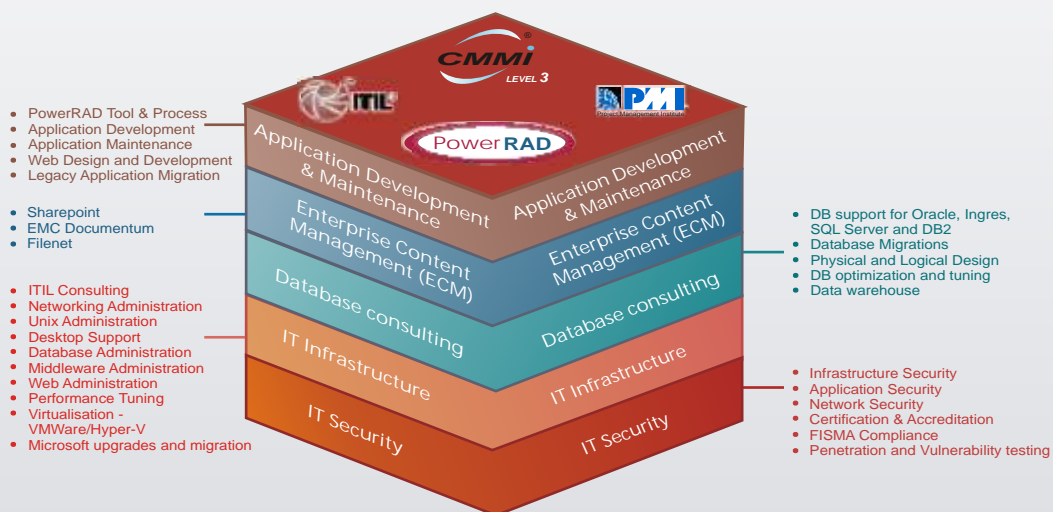 CMMi®
LEVEL 3
ITIL®
PMI
Project Management Institute
PowerRAD
Application Development
& Maintenance
Application Development
& Maintenance
Enterprise Content
Management (ECM)
Enterprise Content
Management (ECM)
Database consulting
Database consulting
IT Infrastructure
IT Infrastructure
IT Security
IT Security
• PowerRAD Tool & Process
• Application Development
• Application Maintenance
• Web Design and Development
• Legacy Application Migration
• Sharepoint
• EMC Documentum
• Filenet
• ITIL Consulting
• Networking Administration
• Unix Administration
• Desktop Support
• Database Administration
• Middleware Administration
• Web Administration
• Performance Tuning
• Virtualisation -
VMWare/Hyper-V
• Microsoft upgrades and migration
• DB support for Oracle, Ingres,
SQL Server and DB2
• Database Migrations
• Physical and Logical Design
• DB optimization and tuning
• Data warehouse
• Infrastructure Security
• Application Security
• Network Security
• Certification & Accreditation
• FISMA Compliance
• Penetration and Vulnerability testing